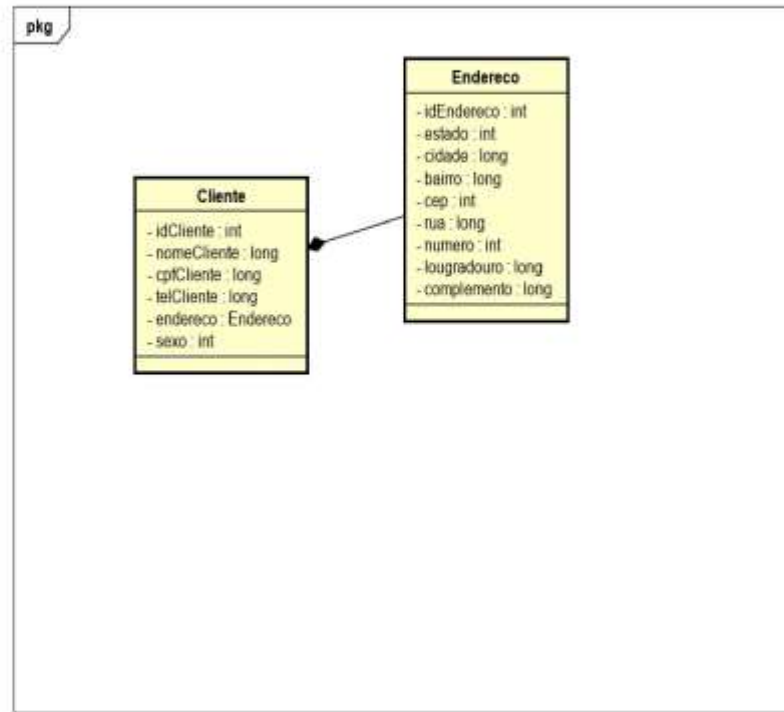 pkg
Endereco
- idEndereco : int
- estado : int
- cidade : long
- bairro : long
- cep : int
- rua : long
- numero : int
- lougradouro : long
- complemento : long
Cliente
- idCliente : int
- nomeCliente : long
- cpfCliente : long
- telCliente : long
- endereco : Endereco
- sexo : int